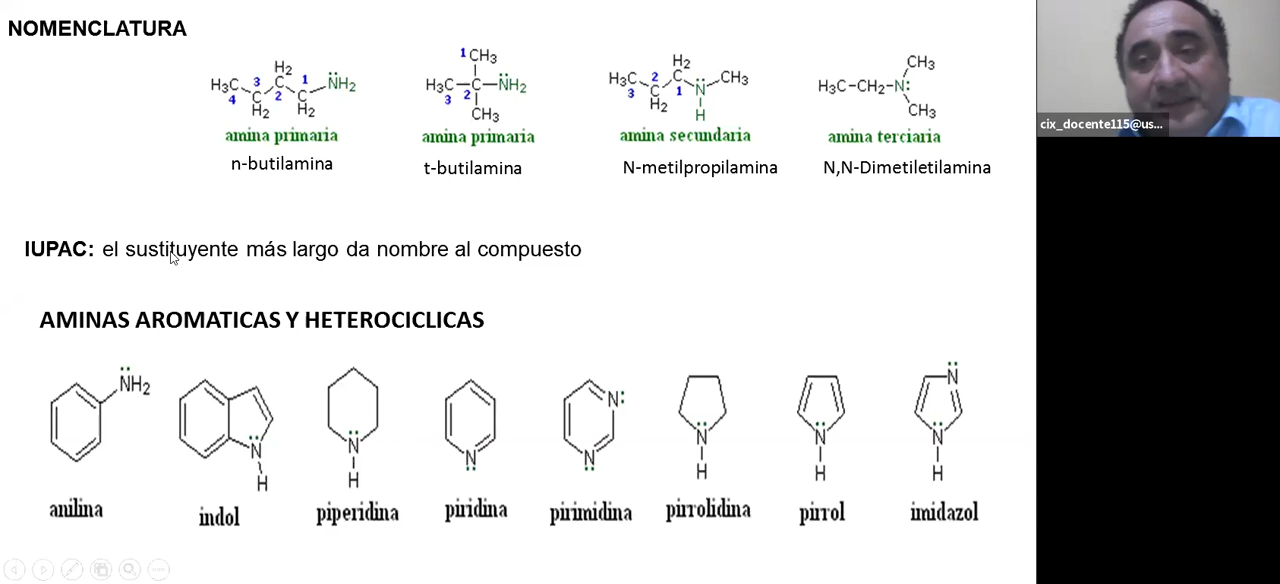 NOMENCLATURA
H₃C 4 3 C H₂ H₂ C 2 1 C H₂ N̈H₂
1 CH₃ H₃C 3 C 2 N̈H₂ CH₃
H₃C 3 2 C H₂ H₂ C 1 N̈ H CH₃
H₃C-CH₂-N: CH₃ CH₃
amina primaria amina primaria amina secundaria amina terciaria
n-butilamina t-butilamina N-metilpropilamina N,N-Dimetiletilamina
cix_docente115@us...
IUPAC: el sustituyente más largo da nombre al compuesto
AMINAS AROMATICAS Y HETEROCICLICAS
N̈H₂ N̈ H N̈ H N N: N N̈ H N̈ H N̈ N̈ H
anilina indol piperidina piridina pirimidina pirrolidina pirrol imidazol